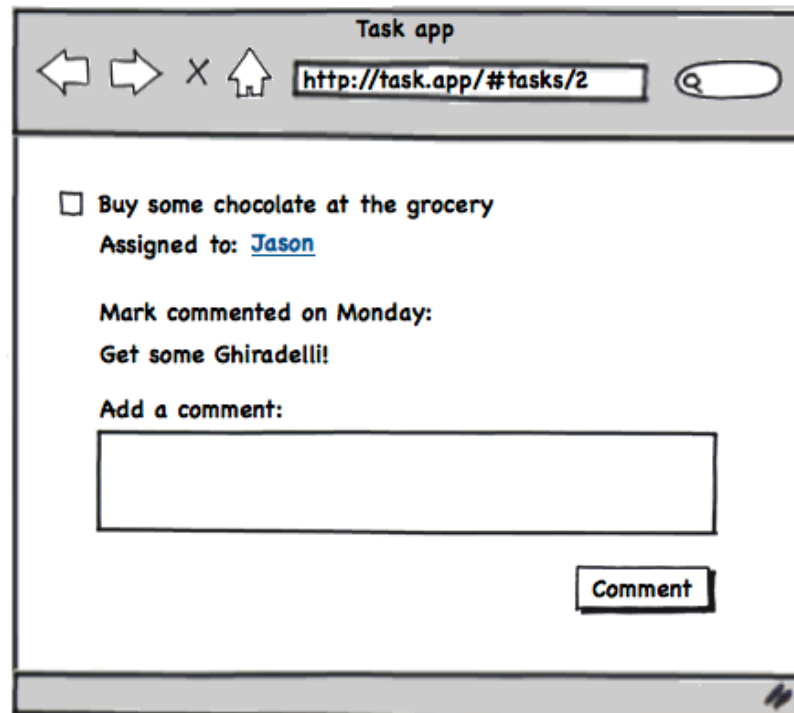 Task app
http://task.app/#tasks/2
Buy some chocolate at the grocery
Assigned to: Jason
Mark commented on Monday:
Get some Ghiradelli!
Add a comment:
Comment